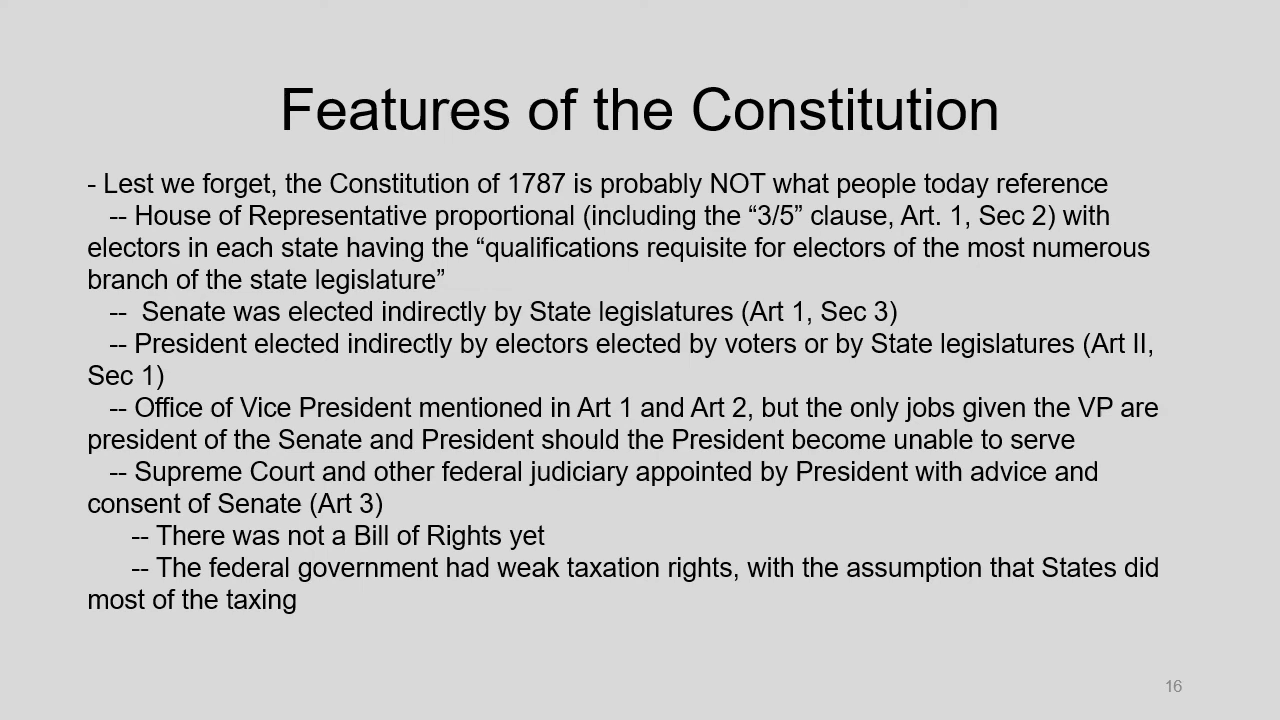 Features of the Constitution
- Lest we forget, the Constitution of 1787 is probably NOT what people today reference
-- House of Representative proportional (including the “3/5” clause, Art. 1, Sec 2) with
electors in each state having the “qualifications requisite for electors of the most numerous
branch of the state legislature”
-- Senate was elected indirectly by State legislatures (Art 1, Sec 3)
-- President elected indirectly by electors elected by voters or by State legislatures (Art II,
Sec 1)
-- Office of Vice President mentioned in Art 1 and Art 2, but the only jobs given the VP are
president of the Senate and President should the President become unable to serve
-- Supreme Court and other federal judiciary appointed by President with advice and
consent of Senate (Art 3)
-- There was not a Bill of Rights yet
-- The federal government had weak taxation rights, with the assumption that States did
most of the taxing
16